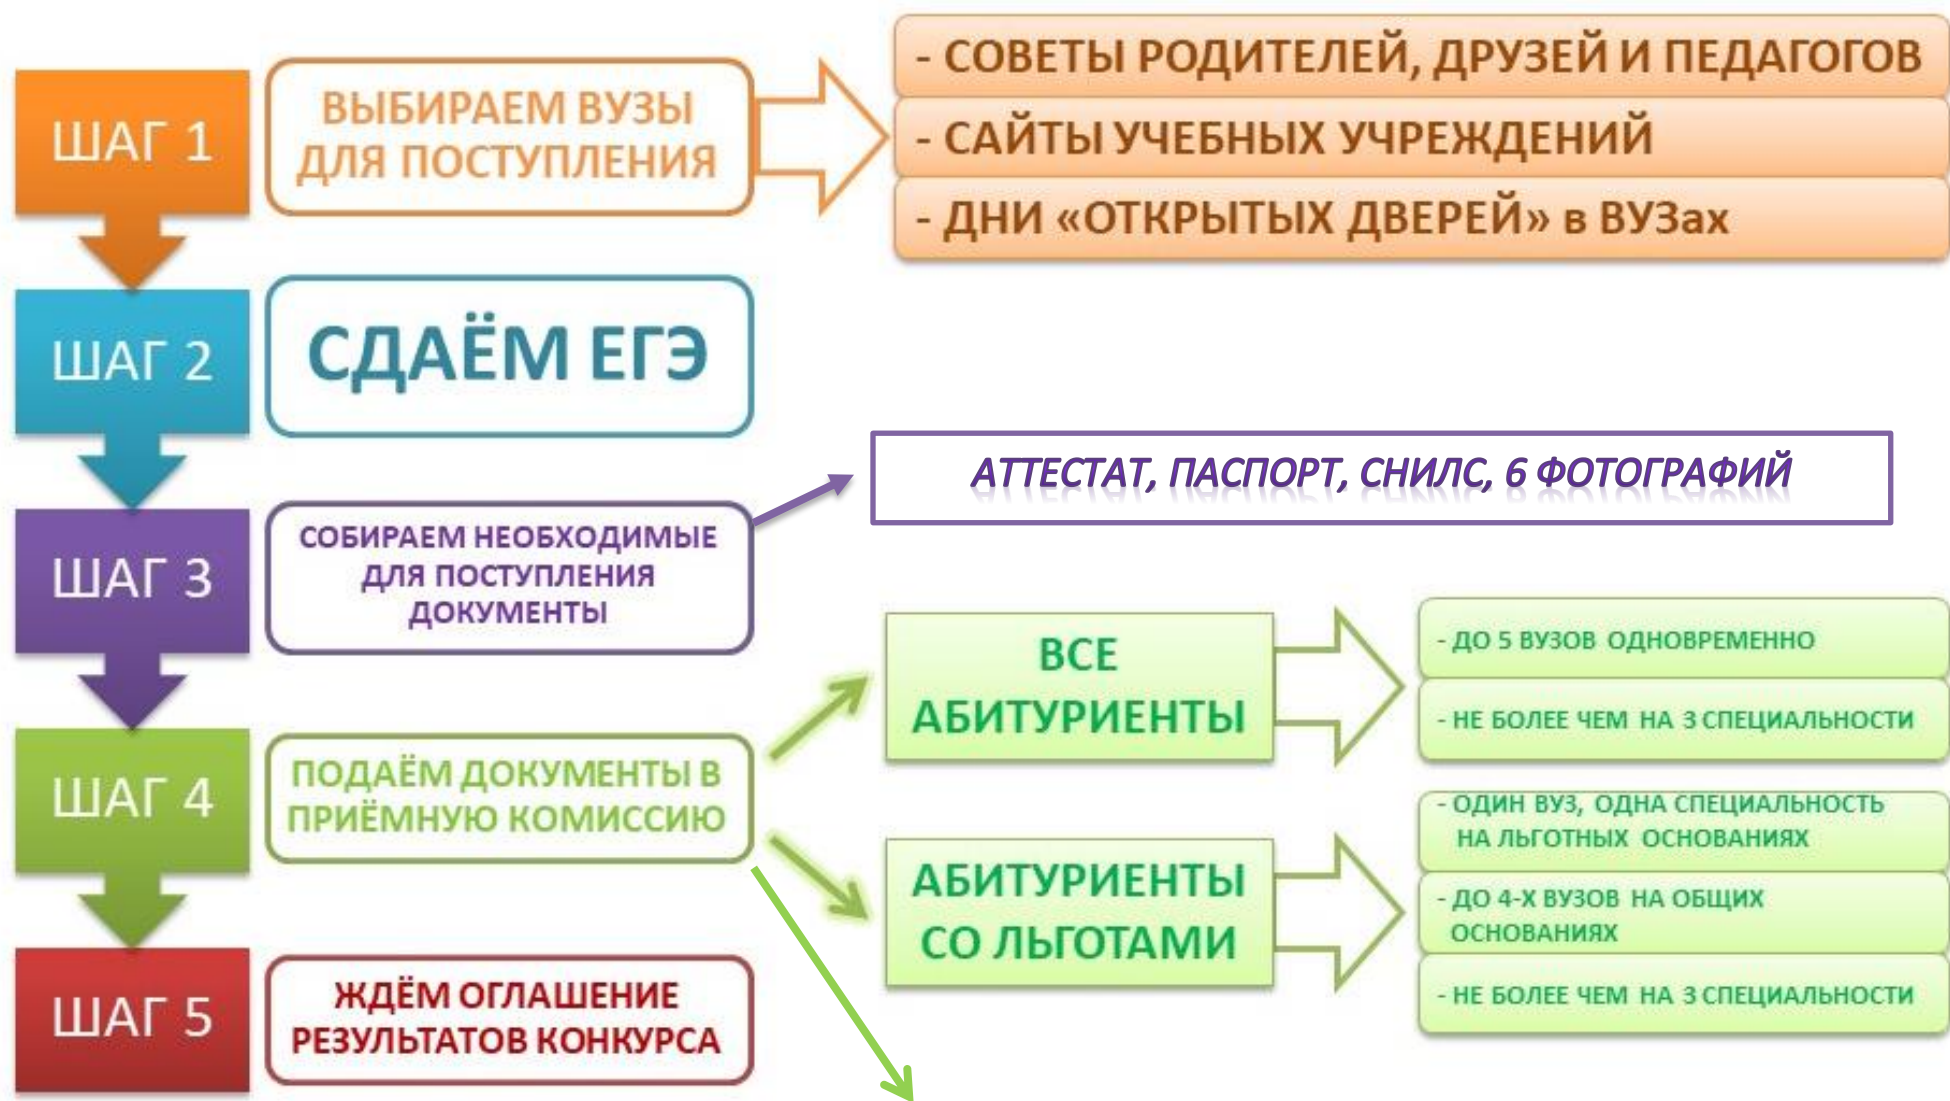 ШАГ 1
ВЫБИРАЕМ ВУЗЫ
ДЛЯ ПОСТУПЛЕНИЯ
- СОВЕТЫ РОДИТЕЛЕЙ, ДРУЗЕЙ И ПЕДАГОГОВ
- САЙТЫ УЧЕБНЫХ УЧРЕЖДЕНИЙ
- ДНИ «ОТКРЫТЫХ ДВЕРЕЙ» в ВУЗах
ШАГ 2
СДАЁМ ЕГЭ
ШАГ 3
СОБИРАЕМ НЕОБХОДИМЫЕ
ДЛЯ ПОСТУПЛЕНИЯ
ДОКУМЕНТЫ
АТТЕСТАТ, ПАСПОРТ, СНИЛС, 6 ФОТОГРАФИЙ
ШАГ 4
ПОДАЁМ ДОКУМЕНТЫ В
ПРИЁМНУЮ КОМИССИЮ
ВСЕ
АБИТУРИЕНТЫ
- ДО 5 ВУЗОВ ОДНОВРЕМЕННО
- НЕ БОЛЕЕ ЧЕМ НА 3 СПЕЦИАЛЬНОСТИ
АБИТУРИЕНТЫ
СО ЛЬГОТАМИ
- ОДИН ВУЗ, ОДНА СПЕЦИАЛЬНОСТЬ
НА ЛЬГОТНЫХ ОСНОВАНИЯХ
- ДО 4-Х ВУЗОВ НА ОБЩИХ
ОСНОВАНИЯХ
- НЕ БОЛЕЕ ЧЕМ НА 3 СПЕЦИАЛЬНОСТИ
ШАГ 5
ЖДЁМ ОГЛАШЕНИЕ
РЕЗУЛЬТАТОВ КОНКУРСА